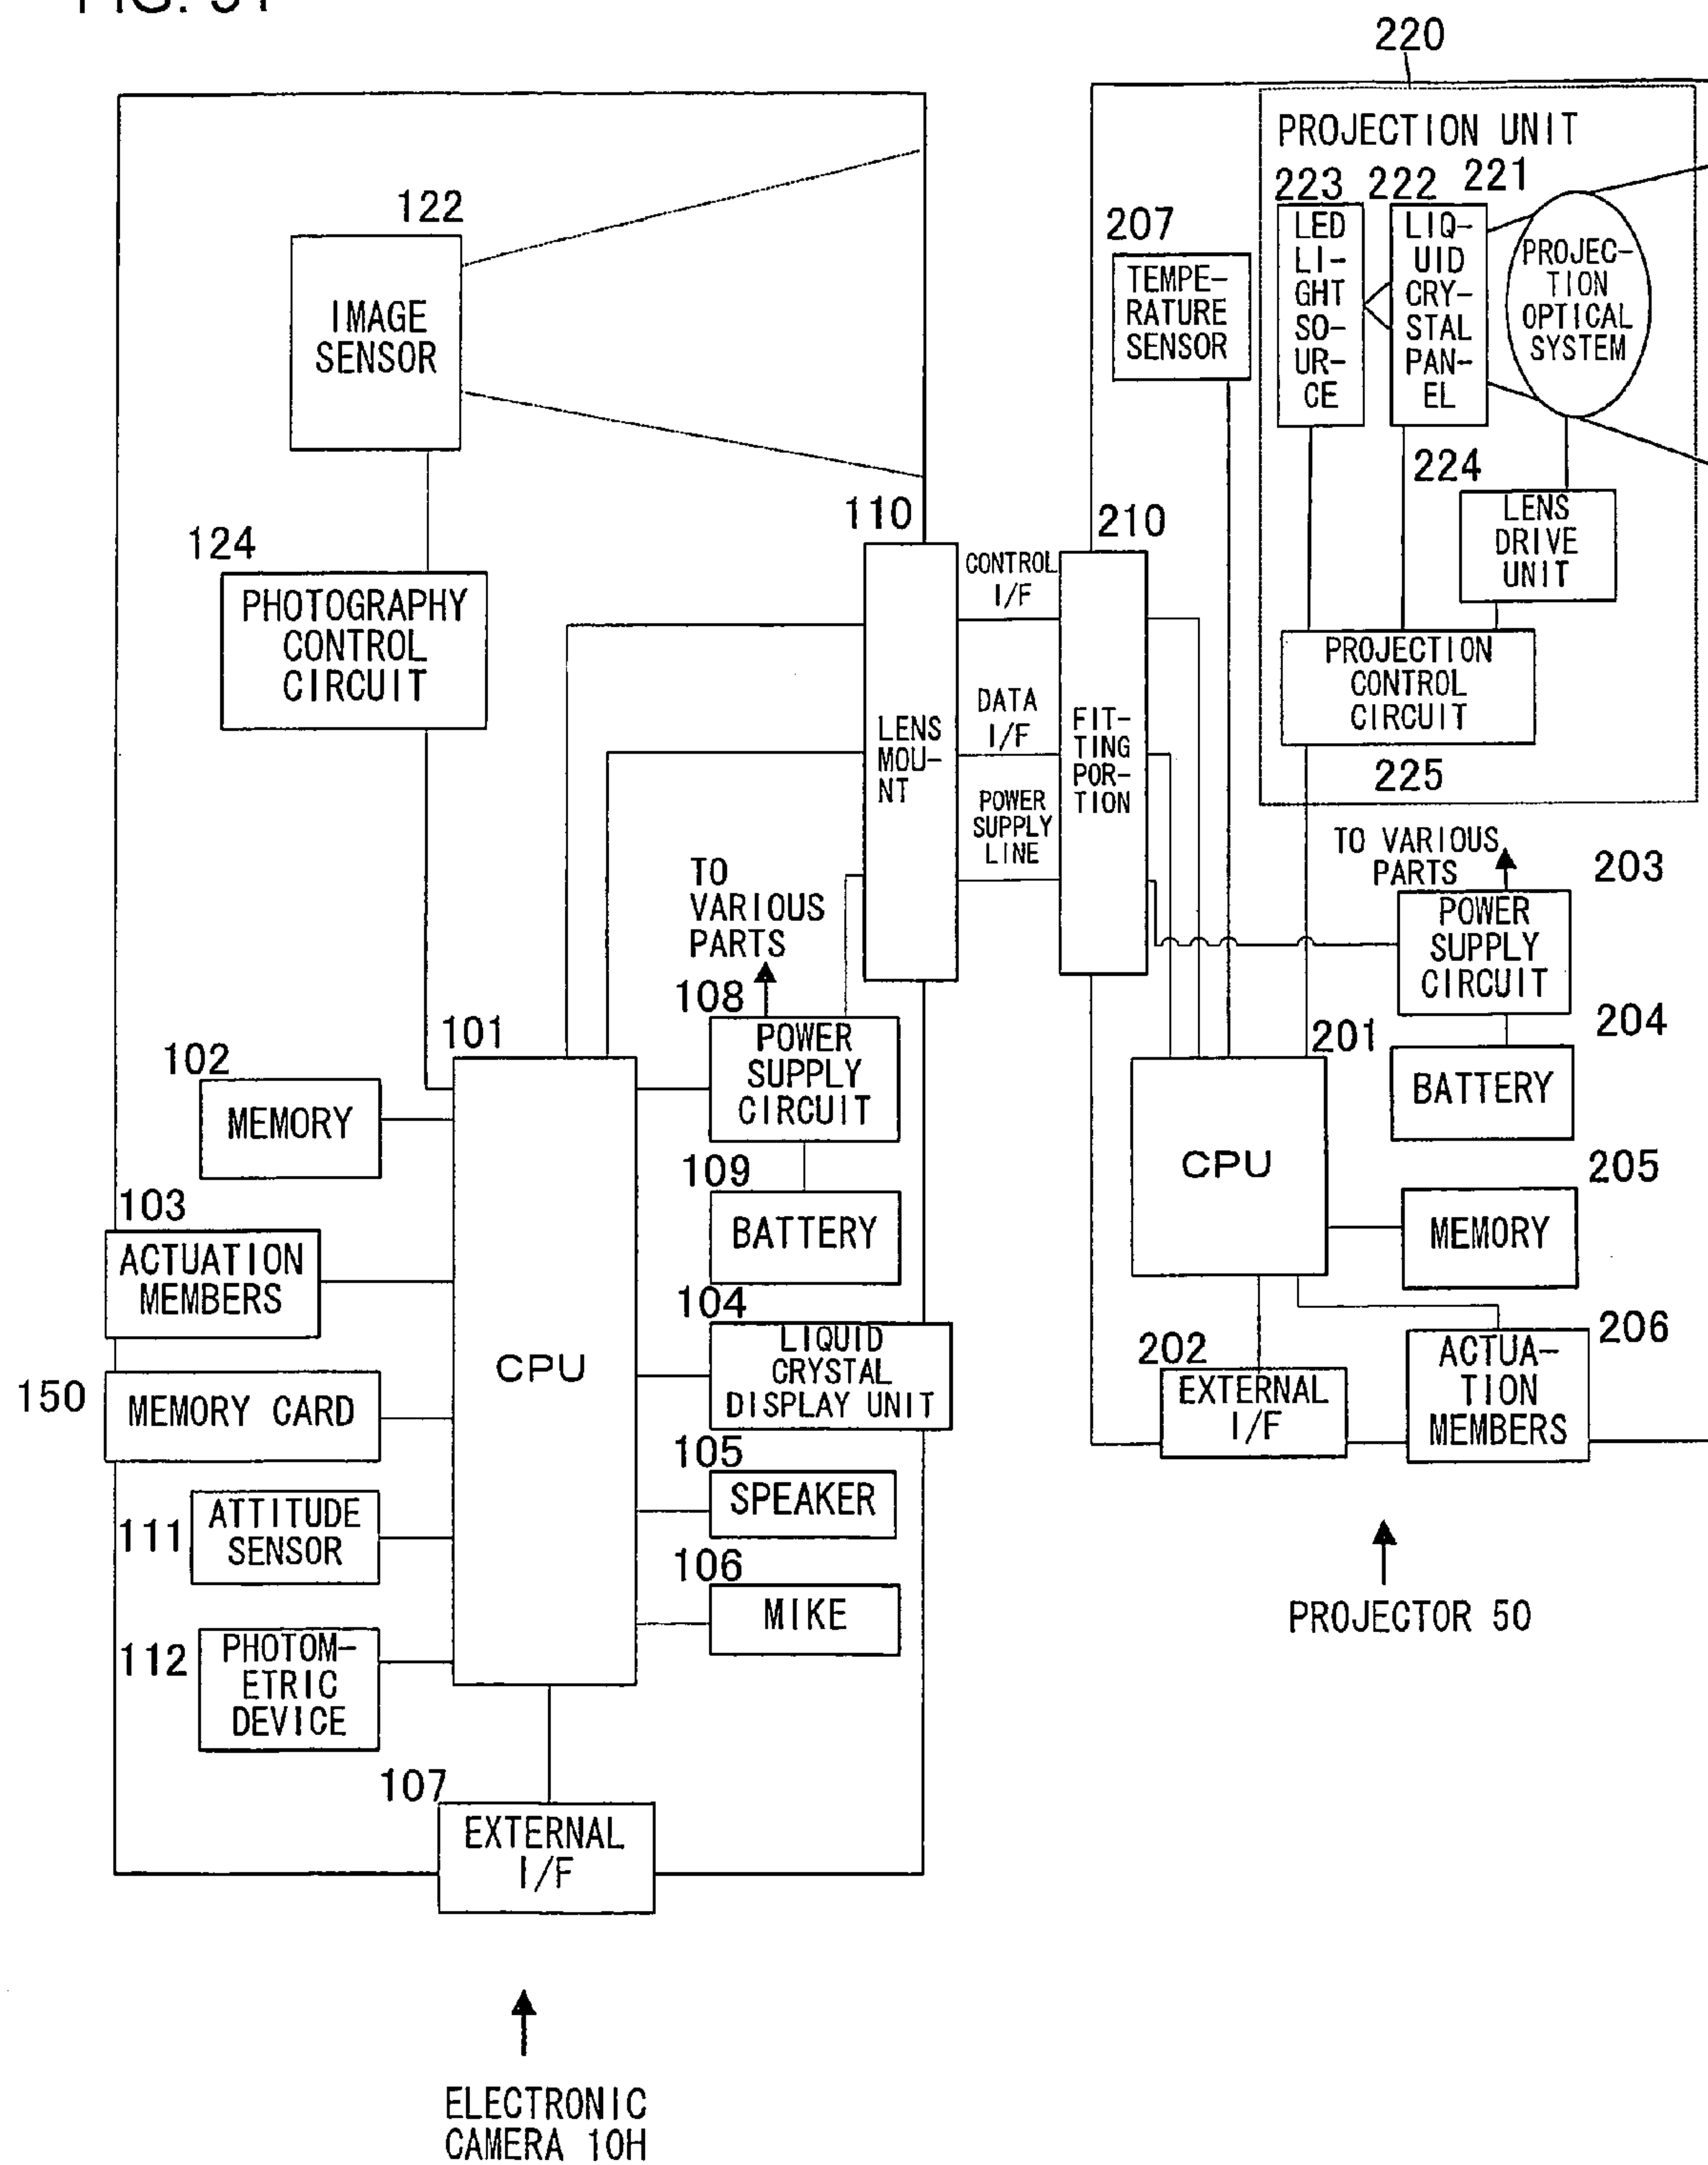 FIG. 31
220
PROJECTION UNIT
223
222
221
LED
LI-
GHT
SO-
UR-
CE
LIQ-
UID
CRY-
STAL
PAN-
EL
PROJEC-
TION
OPTICAL
SYSTEM
122
IMAGE
SENSOR
207
TEMPE-
RATURE
SENSOR
224
LENS
DRIVE
UNIT
124
PHOTOGRAPHY
CONTROL
CIRCUIT
110
LENS
MOU-
NT
CONTROL
I/F
DATA
I/F
POWER
SUPPLY
LINE
210
FIT-
TING
POR-
TION
PROJECTION
CONTROL
CIRCUIT
225
TO VARIOUS
PARTS
203
POWER
SUPPLY
CIRCUIT
204
BATTERY
TO
VARIOUS
PARTS
108
POWER
SUPPLY
CIRCUIT
101
CPU
102
MEMORY
109
BATTERY
201
CPU
205
MEMORY
103
ACTUATION
MEMBERS
104
LIQUID
CRYSTAL
DISPLAY UNIT
202
EXTERNAL
I/F
206
ACTUA-
TION
MEMBERS
150
MEMORY CARD
105
SPEAKER
111
ATTITUDE
SENSOR
106
MIKE
112
PHOTOM-
ETRIC
DEVICE
PROJECTOR 50
107
EXTERNAL
I/F
ELECTRONIC
CAMERA 10H